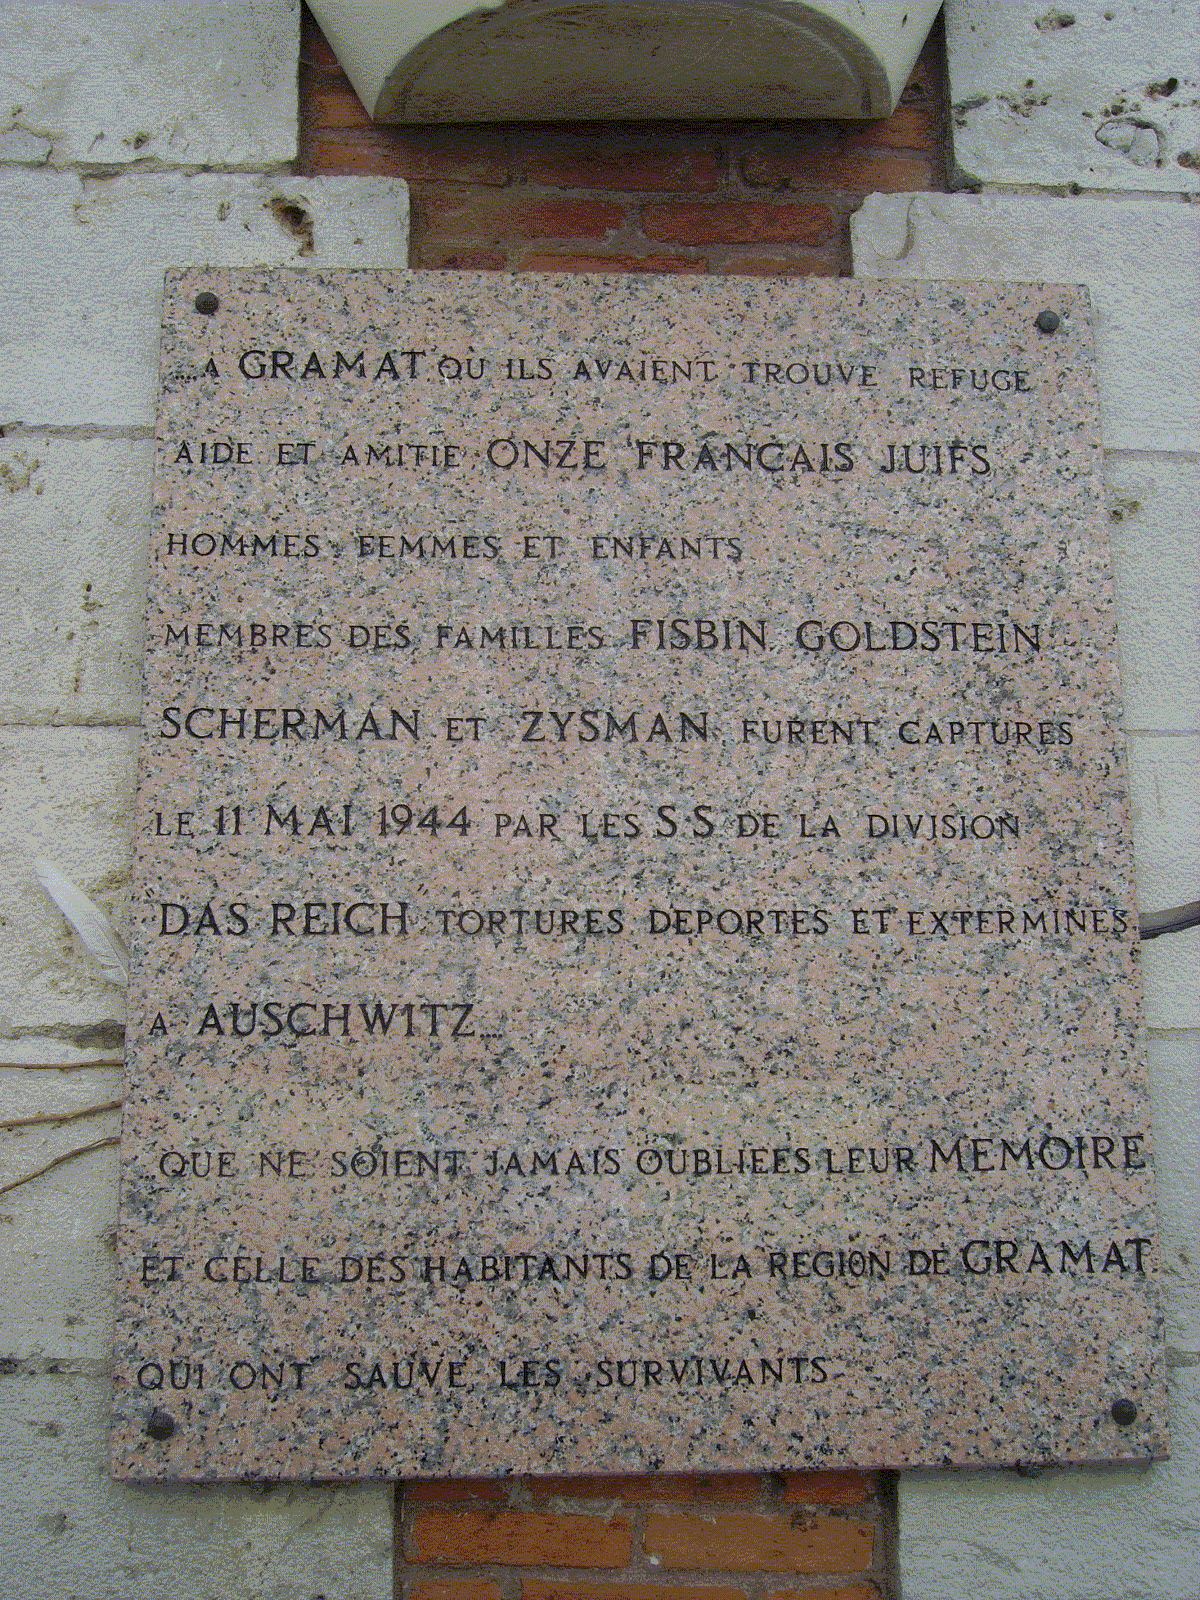 ...A GRAMAT OU ILS AVAIENT TROUVE REFUGE
AIDE ET AMITIE ONZE FRANCAIS JUIFS
HOMMES FEMMES ET ENFANTS
MEMBRES DES FAMILLES FISBIN GOLDSTEIN
SCHERMAN ET ZYSMAN FURENT CAPTURES
LE 11 MAI 1944 PAR LES S S DE LA DIVISION
DAS REICH TORTURES DEPORTES ET EXTERMINES
A AUSCHWITZ...
QUE NE SOIENT JAMAIS OUBLIEES LEUR MEMOIRE
ET CELLE DES HABITANTS DE LA REGION DE GRAMAT
QUI ONT SAUVE LES SURVIVANTS